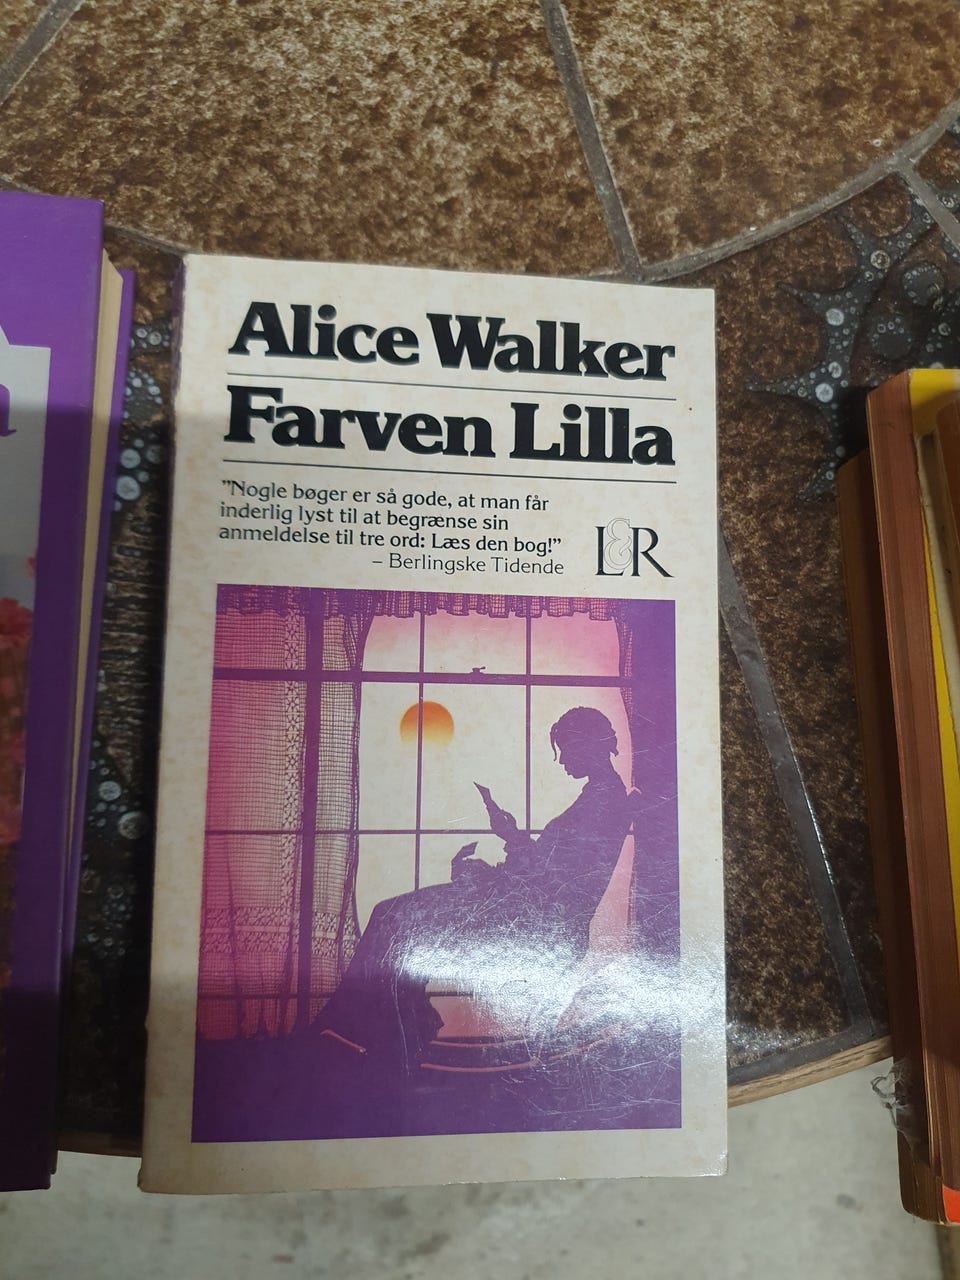 Alice Walker
Farven Lilla
"Nogle bøger er så gode, at man får
inderlig lyst til at begrænse sin
anmeldelse til tre ord: Læs den bog!"
– Berlingske Tidende
L&R